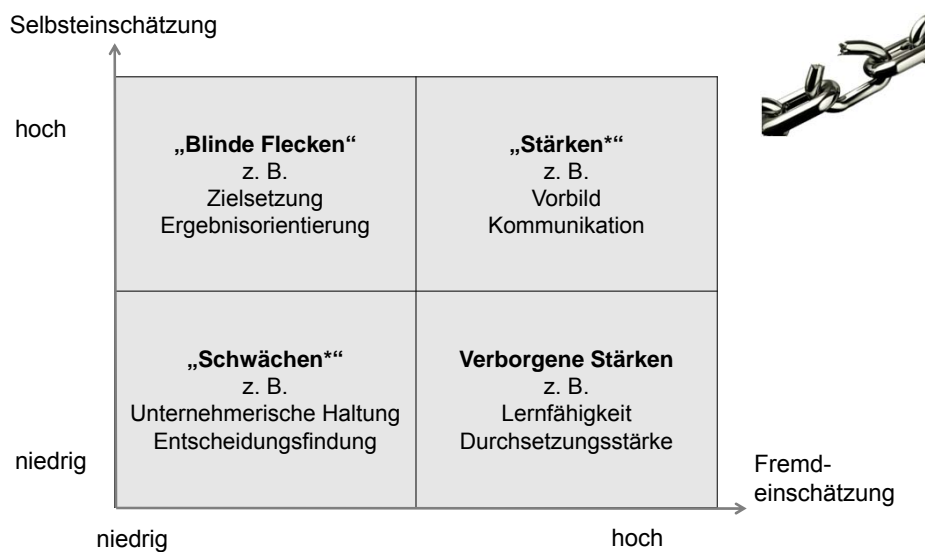 Selbsteinschätzung
hoch
„Blinde Flecken“
z. B.
Zielsetzung
Ergebnisorientierung
„Stärken*“
z. B.
Vorbild
Kommunikation
„Schwächen*“
z. B.
Unternehmerische Haltung
Entscheidungsfindung
Verborgene Stärken
z. B.
Lernfähigkeit
Durchsetzungsstärke
niedrig
Fremd-
einschätzung
niedrig
hoch